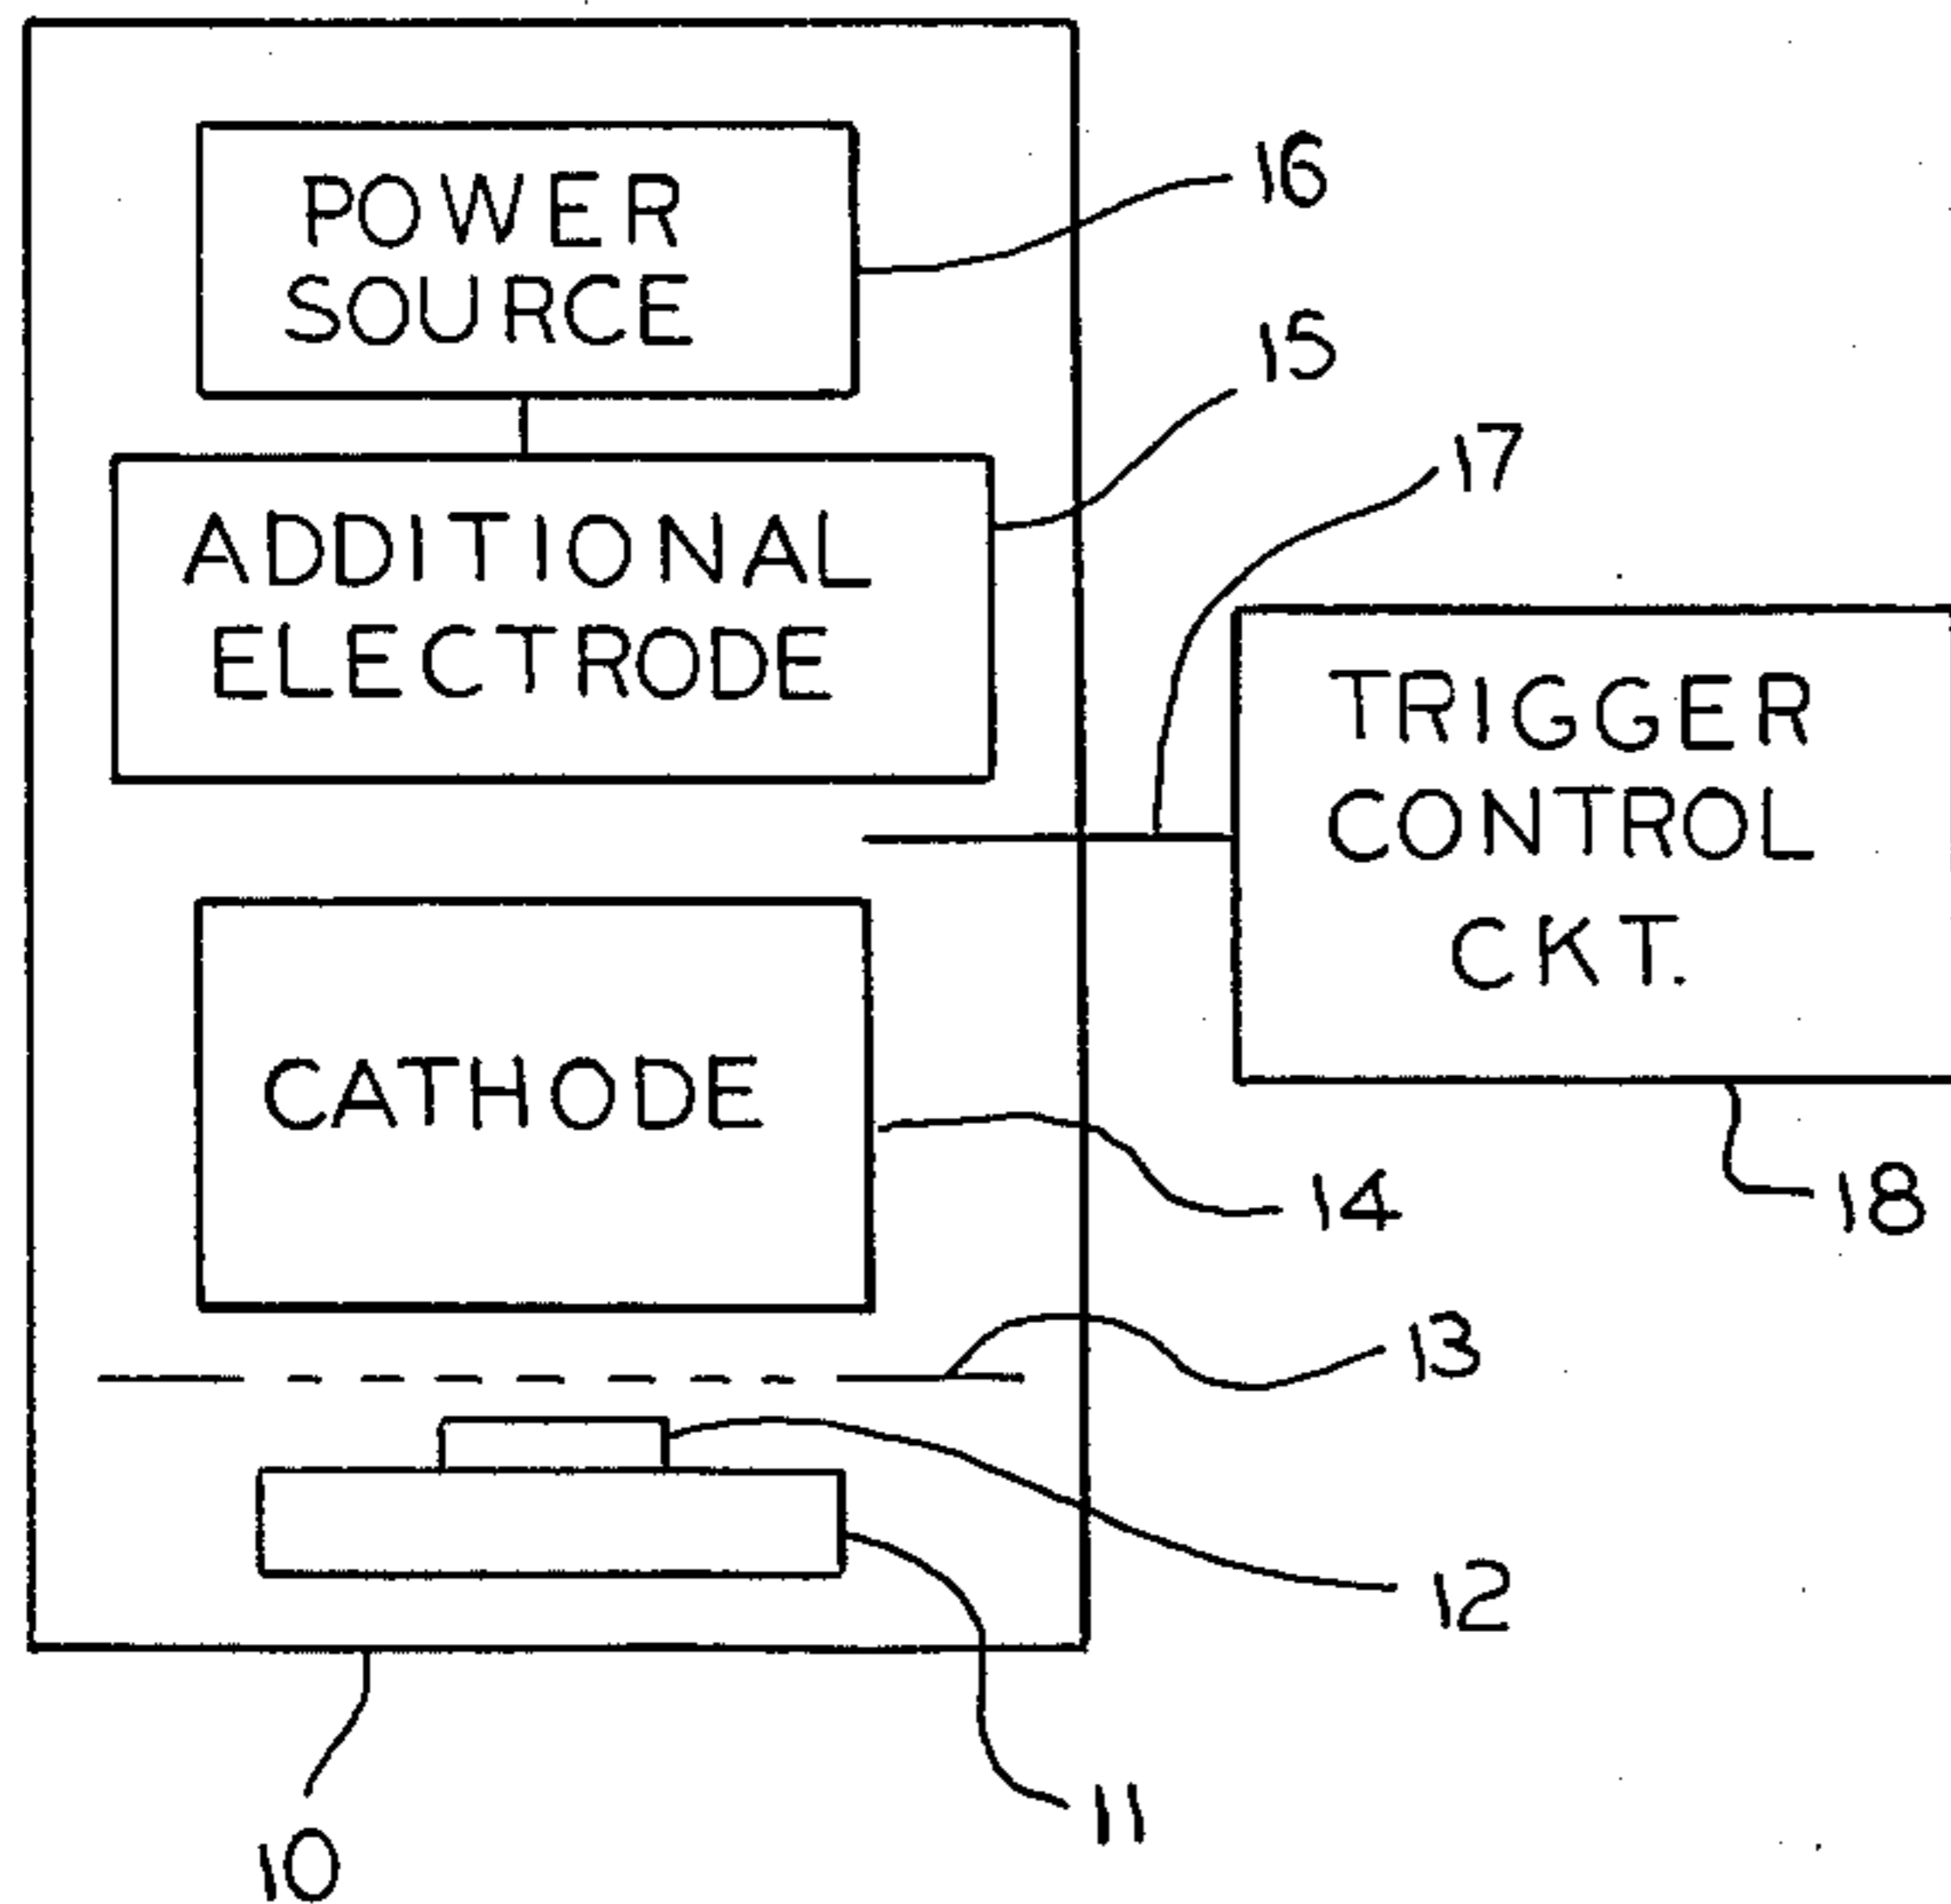 POWER
SOURCE
16
15
17
ADDITIONAL
ELECTRODE
TRIGGER
CONTROL
CKT.
CATHODE
14
18
13
12
11
10